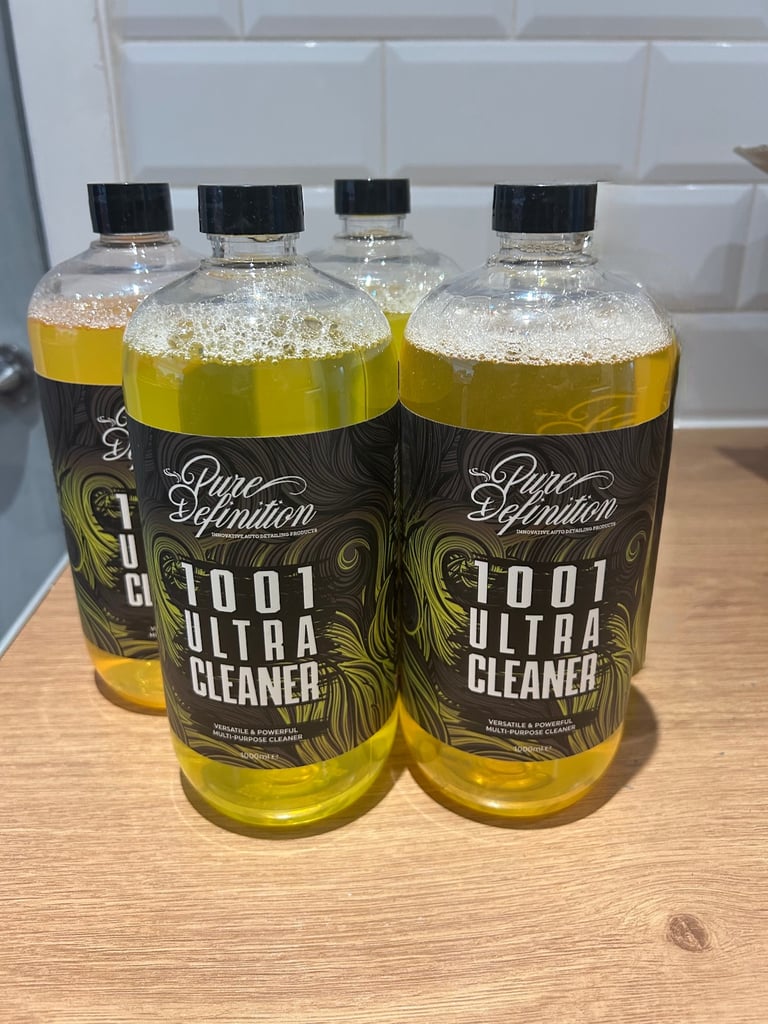 Pure
Definition
INNOVATIVE AUTO DETAILING PRODUCTS
1001
ULTRA
CLEANER
VERSATILE & POWERFUL
MULTI-PURPOSE CLEANER
1000ml e
Pure
Definition
INNOVATIVE AUTO DETAILING PRODUCTS
1001
ULTRA
CLEANER
VERSATILE & POWERFUL
MULTI-PURPOSE CLEANER
1000ml e